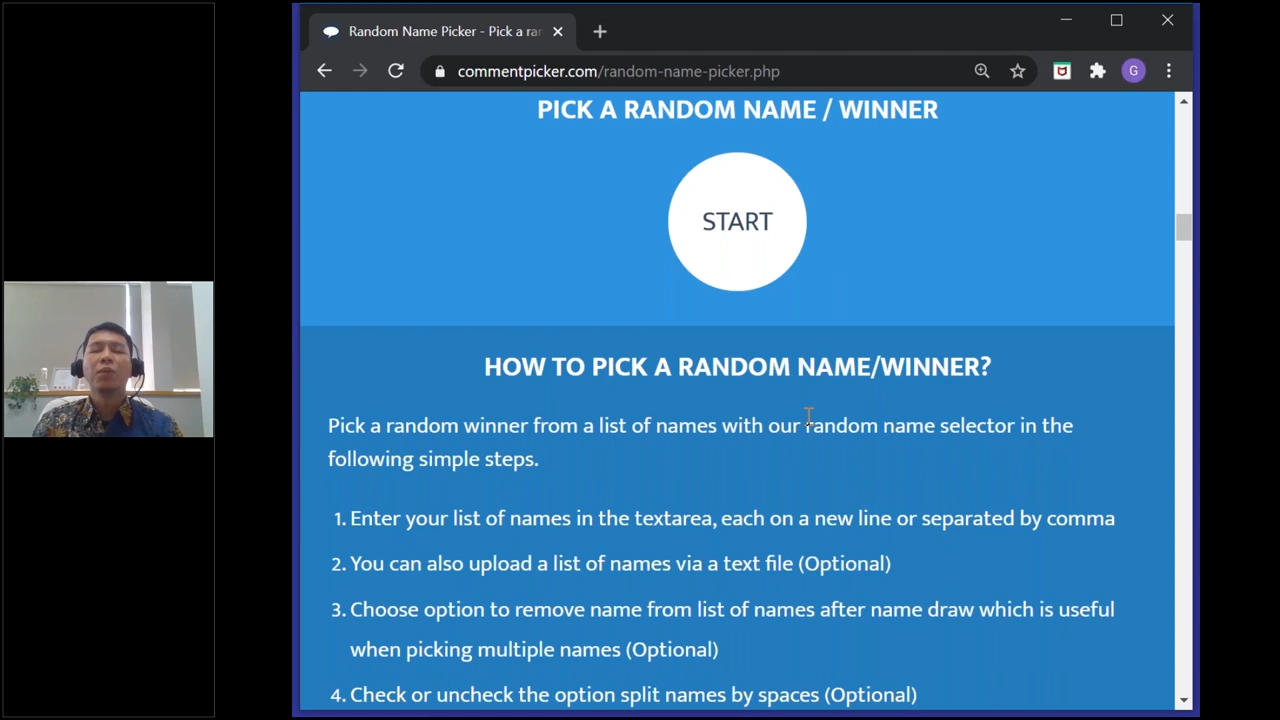 Random Name Picker - Pick a rar
commentpicker.com/random-name-picker.php
G
PICK A RANDOM NAME / WINNER
START
HOW TO PICK A RANDOM NAME/WINNER?
Pick a random winner from a list of names with our random name selector in the
following simple steps.
1. Enter your list of names in the textarea, each on a new line or separated by comma
2. You can also upload a list of names via a text file (Optional)
3. Choose option to remove name from list of names after name draw which is useful
when picking multiple names (Optional)
4. Check or uncheck the option split names by spaces (Optional)